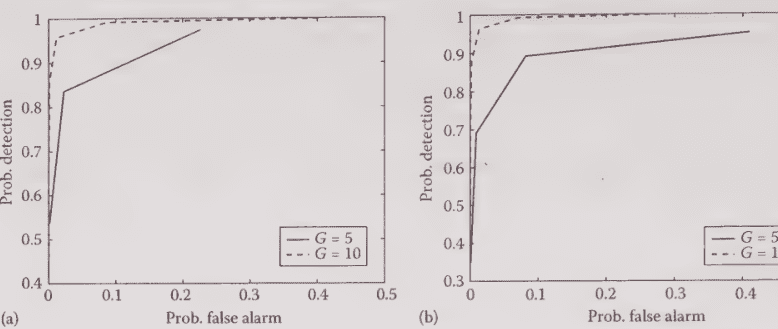 1
0.9
0.8
0.7
0.6
0.5
0.4
0
0.1
0.2
0.3
0.4
0.5
Prob. detection
Prob. false alarm
G = 5
G = 10
(a)
1
0.9
0.8
0.7
0.6
0.5
0.4
0.3
0
0.1
0.2
0.3
0.4
Prob. detection
Prob. false alarm
G = 5
G = 1
(b)